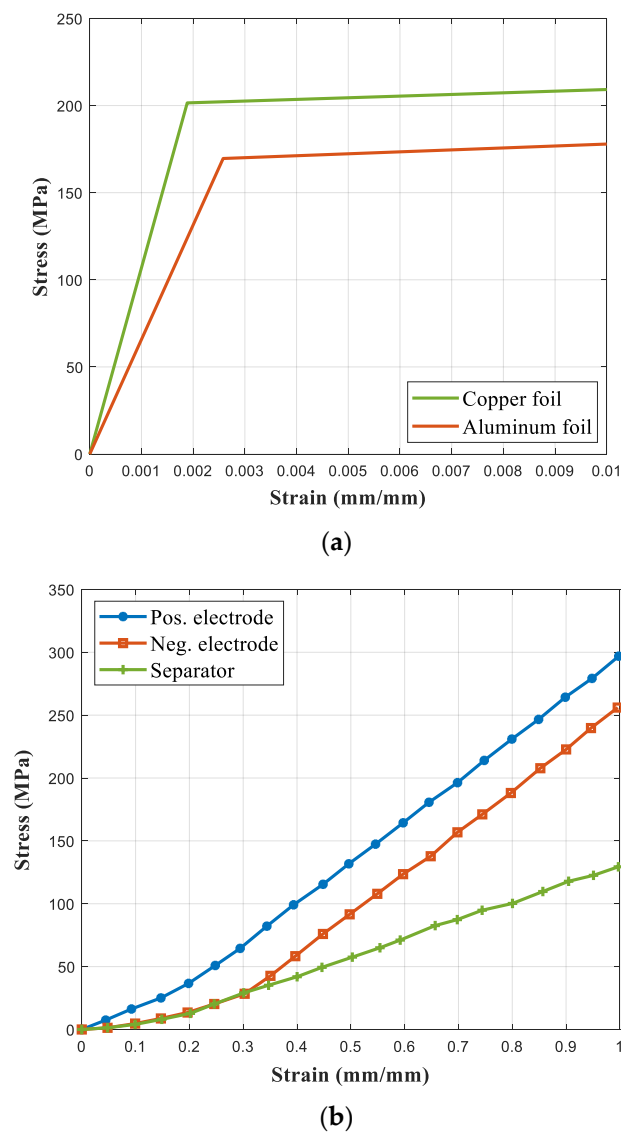 250
200
150
100
50
0
Stress (MPa)
Copper foil
Aluminum foil
0 0.001 0.002 0.003 0.004 0.005 0.006 0.007 0.008 0.009 0.01
Strain (mm/mm)
(a)
350
300
250
200
150
100
50
0
Stress (MPa)
Pos. electrode
Neg. electrode
Separator
0 0.1 0.2 0.3 0.4 0.5 0.6 0.7 0.8 0.9 1
Strain (mm/mm)
(b)